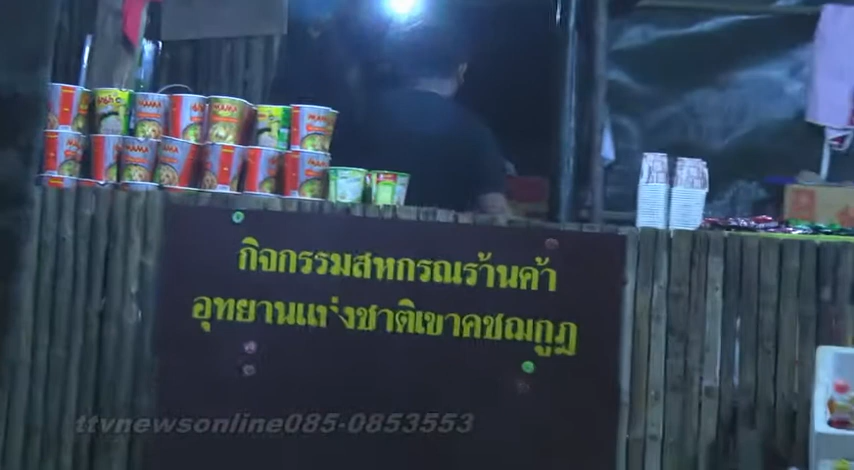 MAMA
กิจกรรมสหกรณ์ร้านค้า
อุทยานแห่งชาติเขาคิชฌกูฏ
ttvnewsonline085-0853553